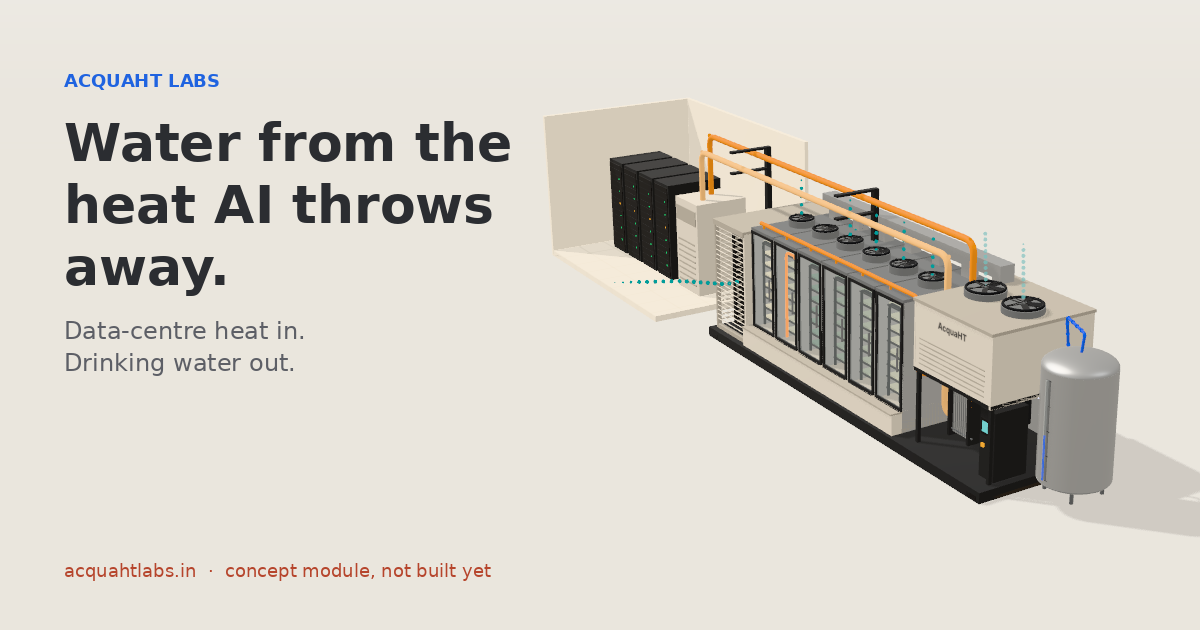 ACQUAHT LABS
Water from the
heat AI throws
away.
Data-centre heat in.
Drinking water out.
AcquaHT
acquahtlabs.in · concept module, not built yet